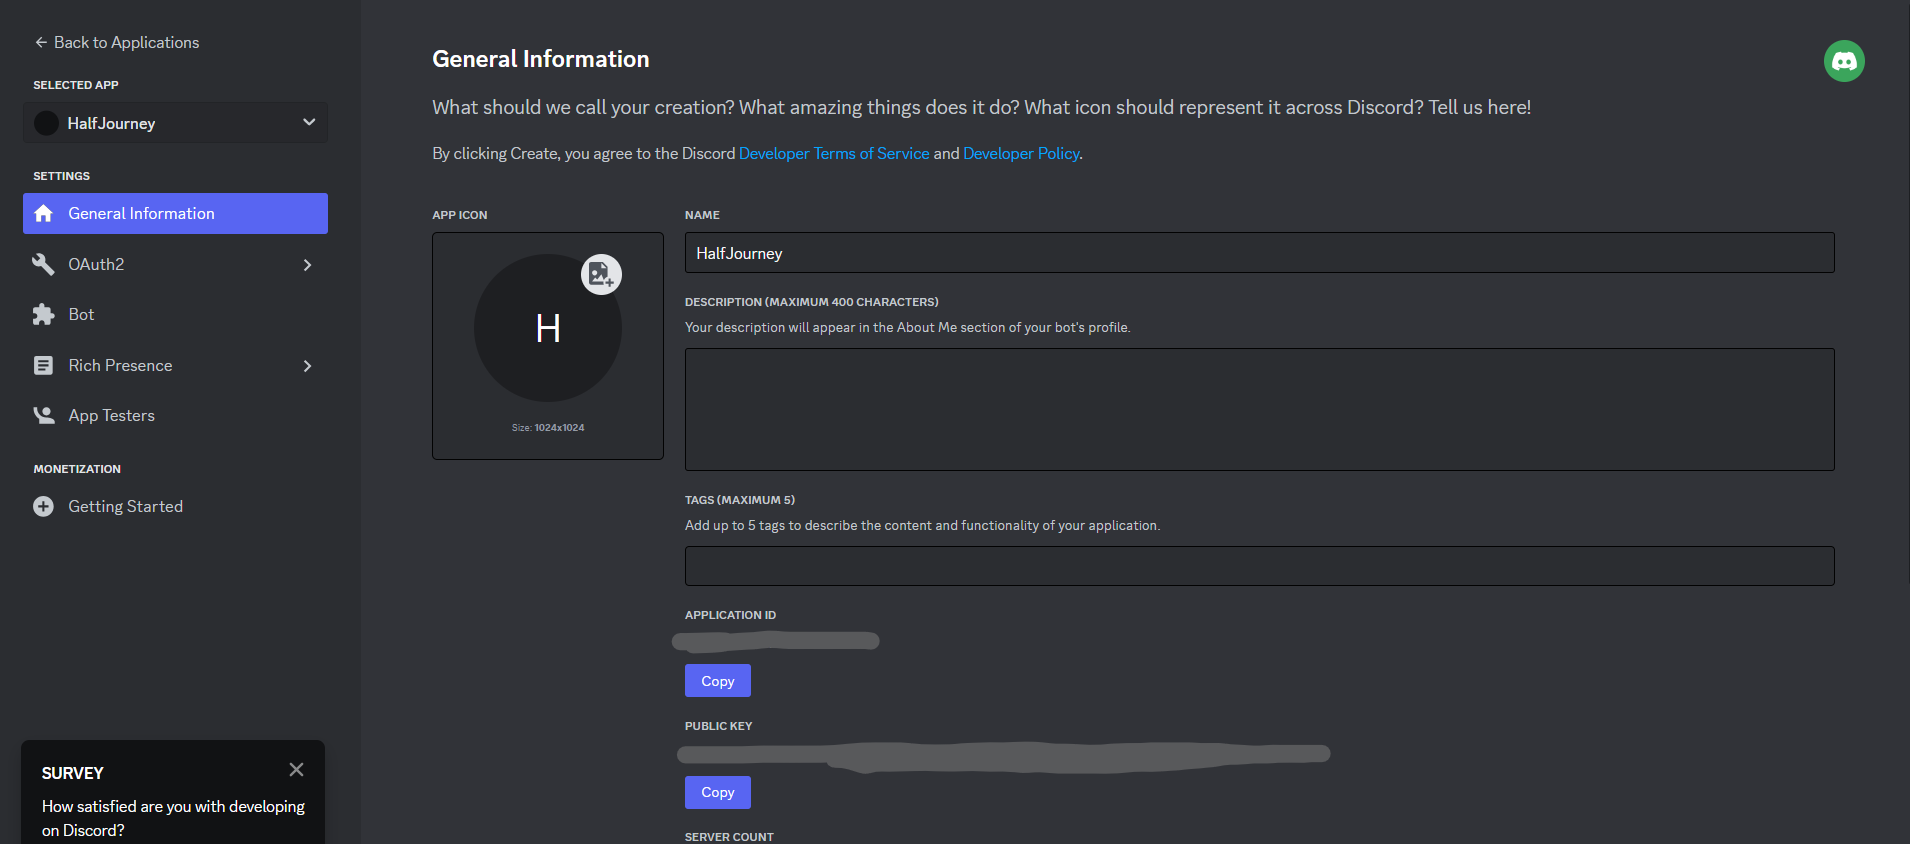 Back to Applications
SELECTED APP
HalfJourney
SETTINGS
General Information
OAuth2
Bot
Rich Presence
App Testers
MONETIZATION
Getting Started
SURVEY
How satisfied are you with developing
on Discord?
General Information
What should we call your creation? What amazing things does it do? What icon should represent it across Discord? Tell us here!
By clicking Create, you agree to the Discord Developer Terms of Service and Developer Policy.
APP ICON
H
Size: 1024x1024
NAME
HalfJourney
DESCRIPTION (MAXIMUM 400 CHARACTERS)
Your description will appear in the About Me section of your bot's profile.
TAGS (MAXIMUM 5)
Add up to 5 tags to describe the content and functionality of your application.
APPLICATION ID
Copy
PUBLIC KEY
Copy
SERVER COUNT